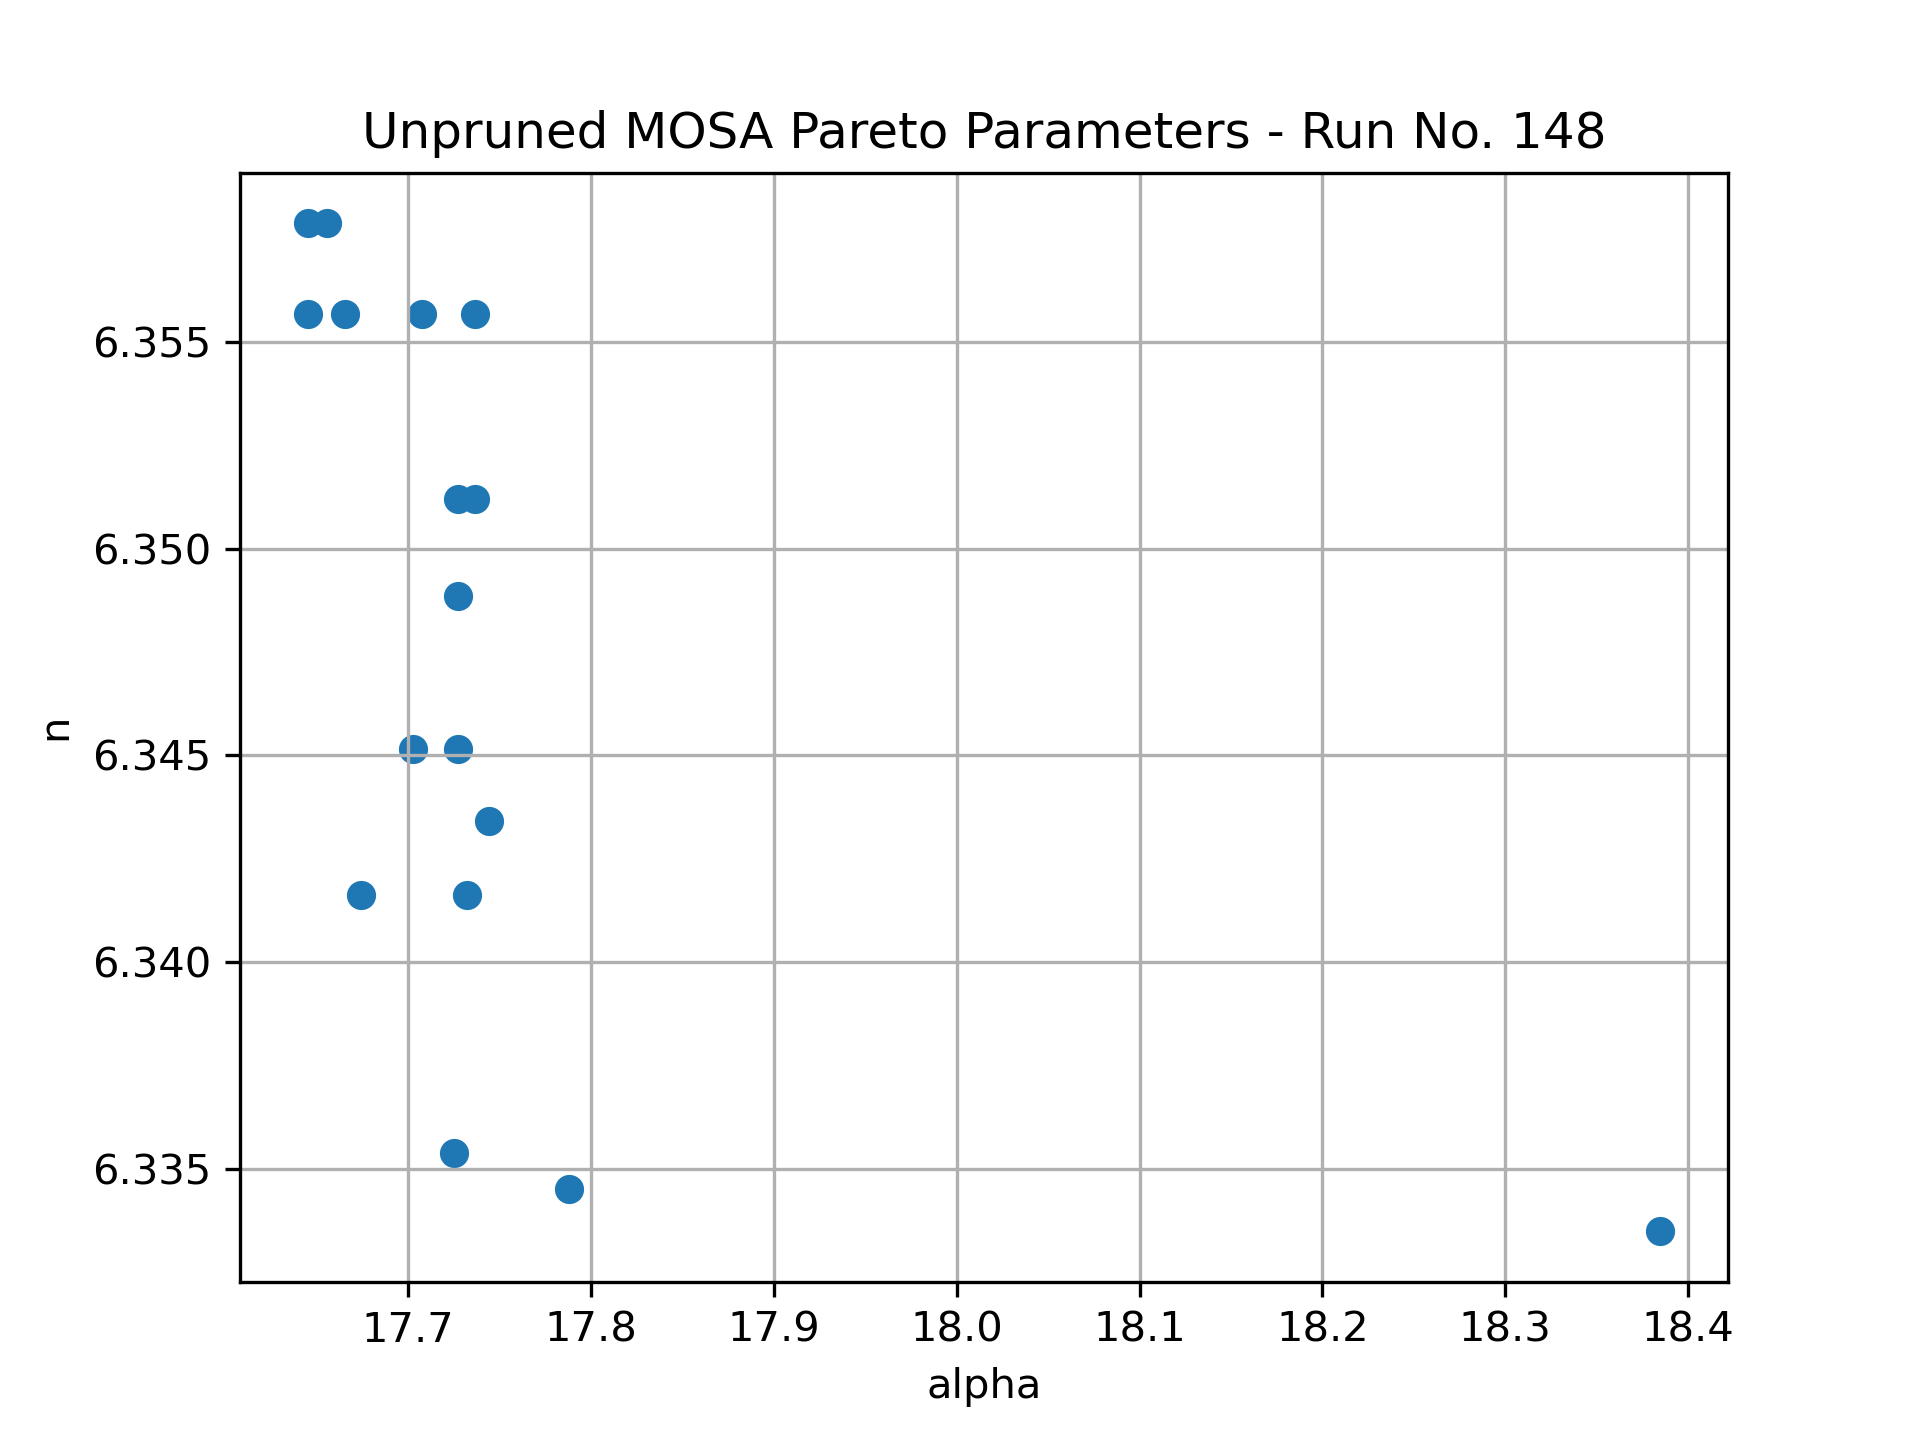 Unpruned MOSA Pareto Parameters - Run No. 148
6.355
6.350
6.345
6.340
6.335
n
17.7 17.8 17.9 18.0 18.1 18.2 18.3 18.4
alpha